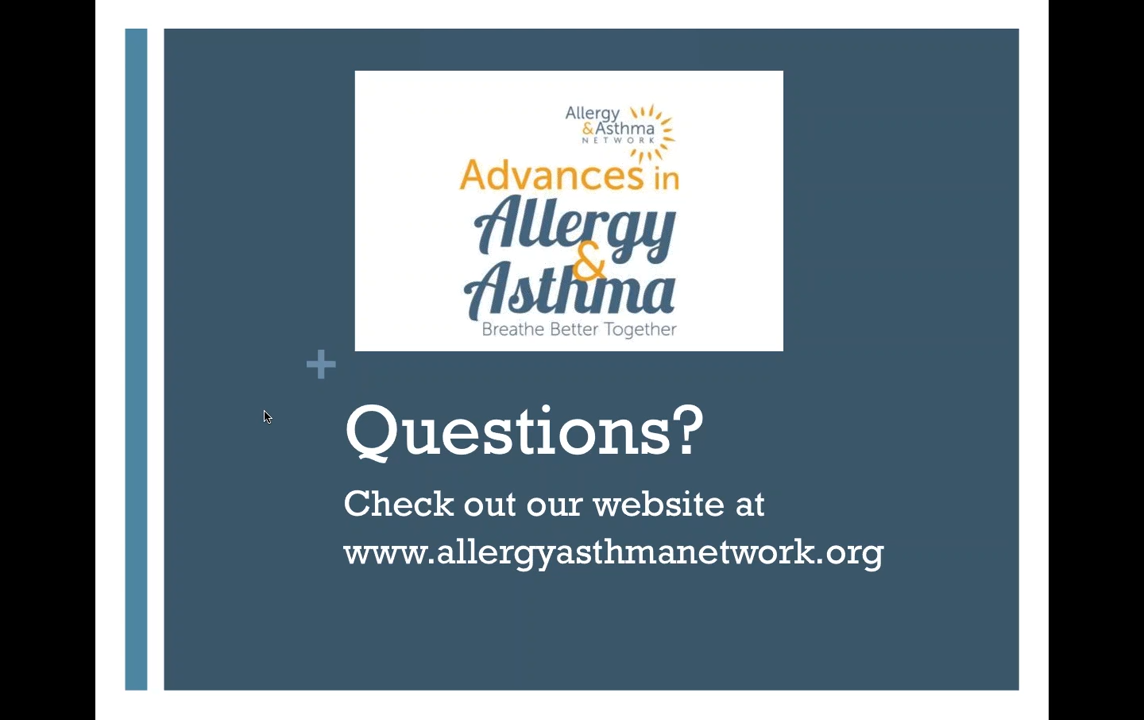 Allergy
&Asthma
NETWORK
Advances in
Allergy
&
Asthma
Breathe Better Together
+
Questions?
Check out our website at
www.allergyasthmanetwork.org